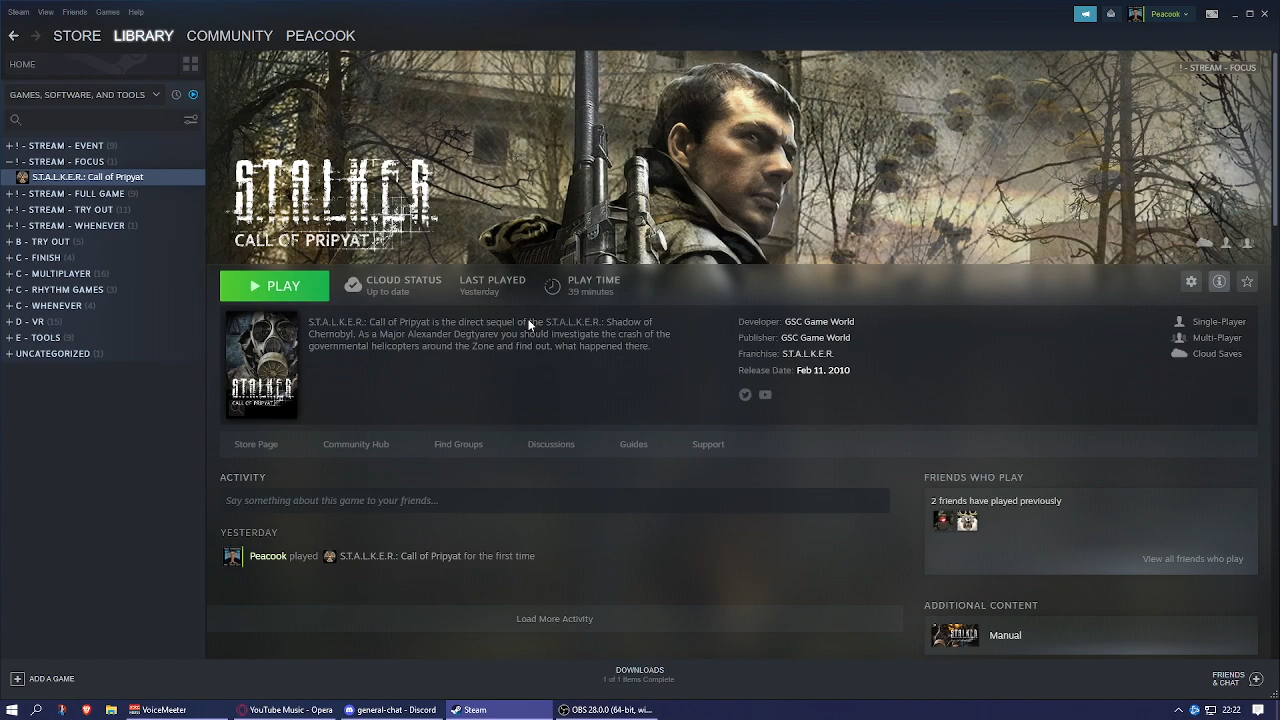 Steam View Friends Games Help
Peacook
STORE LIBRARY COMMUNITY PEACOOK
HOME
GAMES, SOFTWARE, AND TOOLS
! - STREAM - EVENT (9)
! - STREAM - FOCUS (1)
S.T.A.L.K.E.R.: Call of Pripyat
! - STREAM - FULL GAME (9)
! - STREAM - TRY OUT (11)
! - STREAM - WHENEVER (1)
B - TRY OUT (5)
C - FINISH (4)
C - MULTIPLAYER (16)
C - RHYTHM GAMES (3)
C - WHENEVER (4)
D - VR (15)
E - TOOLS (9)
UNCATEGORIZED (1)
! - STREAM - FOCUS
S.T.A.L.K.E.R
CALL OF PRIPYAT
PLAY
CLOUD STATUS
Up to date
LAST PLAYED
Yesterday
PLAY TIME
39 minutes
S.T.A.L.K.E.R
CALL OF PRIPYAT
S.T.A.L.K.E.R.: Call of Pripyat is the direct sequel of the S.T.A.L.K.E.R.: Shadow of
Chernobyl. As a Major Alexander Degtyarev you should investigate the crash of the
governmental helicopters around the Zone and find out, what happened there.
Developer: GSC Game World
Publisher: GSC Game World
Franchise: S.T.A.L.K.E.R.
Release Date: Feb 11, 2010
Single-Player
Multi-Player
Cloud Saves
Store Page Community Hub Find Groups Discussions Guides Support
ACTIVITY
Say something about this game to your friends...
YESTERDAY
Peacook played S.T.A.L.K.E.R.: Call of Pripyat for the first time
Load More Activity
FRIENDS WHO PLAY
2 friends have played previously
View all friends who play
ADDITIONAL CONTENT
S.T.A.L.K.E.R
Manual
ADD A GAME
DOWNLOADS
1 of 1 Items Complete
FRIENDS
& CHAT
VoiceMeeter
YouTube Music - Opera
general-chat - Discord
Steam
OBS 28.0.0 (64-bit, wi...
22:22